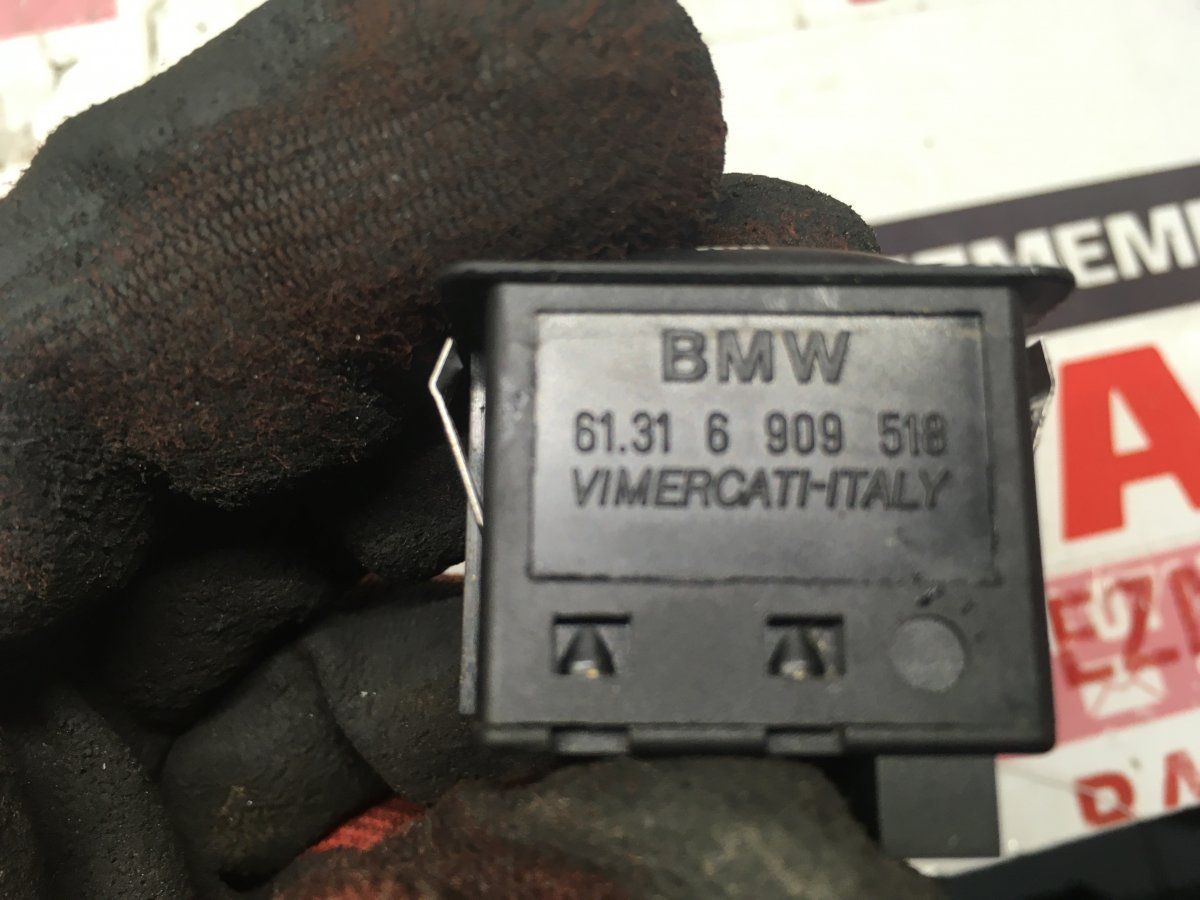 BMW
61.31 6 909 518
VIMERCATI-ITALY
A